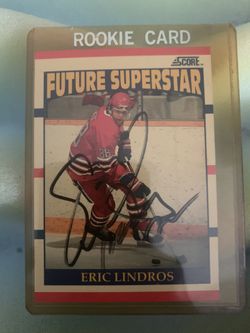 ROOKIE CARD
SCORE
FUTURE SUPERSTAR
ERIC LINDROS